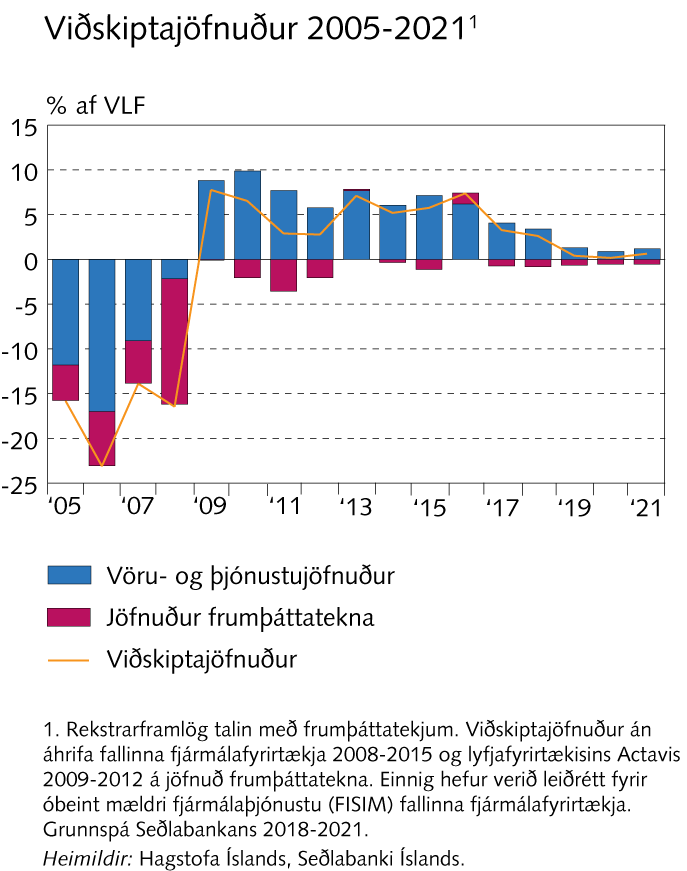 Viðskiptajöfnuður 2005-2021¹
% af VLF
15
10
5
0
-5
-10
-15
-20
-25
‘05 ‘07 ‘09 ‘11 ‘13 ‘15 ‘17 ‘19 ‘21
Vöru- og þjónustujöfnuður
Jöfnuður frumþáttatekna
Viðskiptajöfnuður
1. Rekstrarframlög talin með frumþáttatekjum. Viðskiptajöfnuður án
áhrifa fallinna fjármálafyrirtækja 2008-2015 og lyfjafyrirtækisins Actavis
2009-2012 á jöfnuð frumþáttatekna. Einnig hefur verið leiðrétt fyrir
óbeint mældri fjármálaþjónustu (FISIM) fallinna fjármálafyrirtækja.
Grunnspá Seðlabankans 2018-2021.
Heimildir: Hagstofa Íslands, Seðlabanki Íslands.